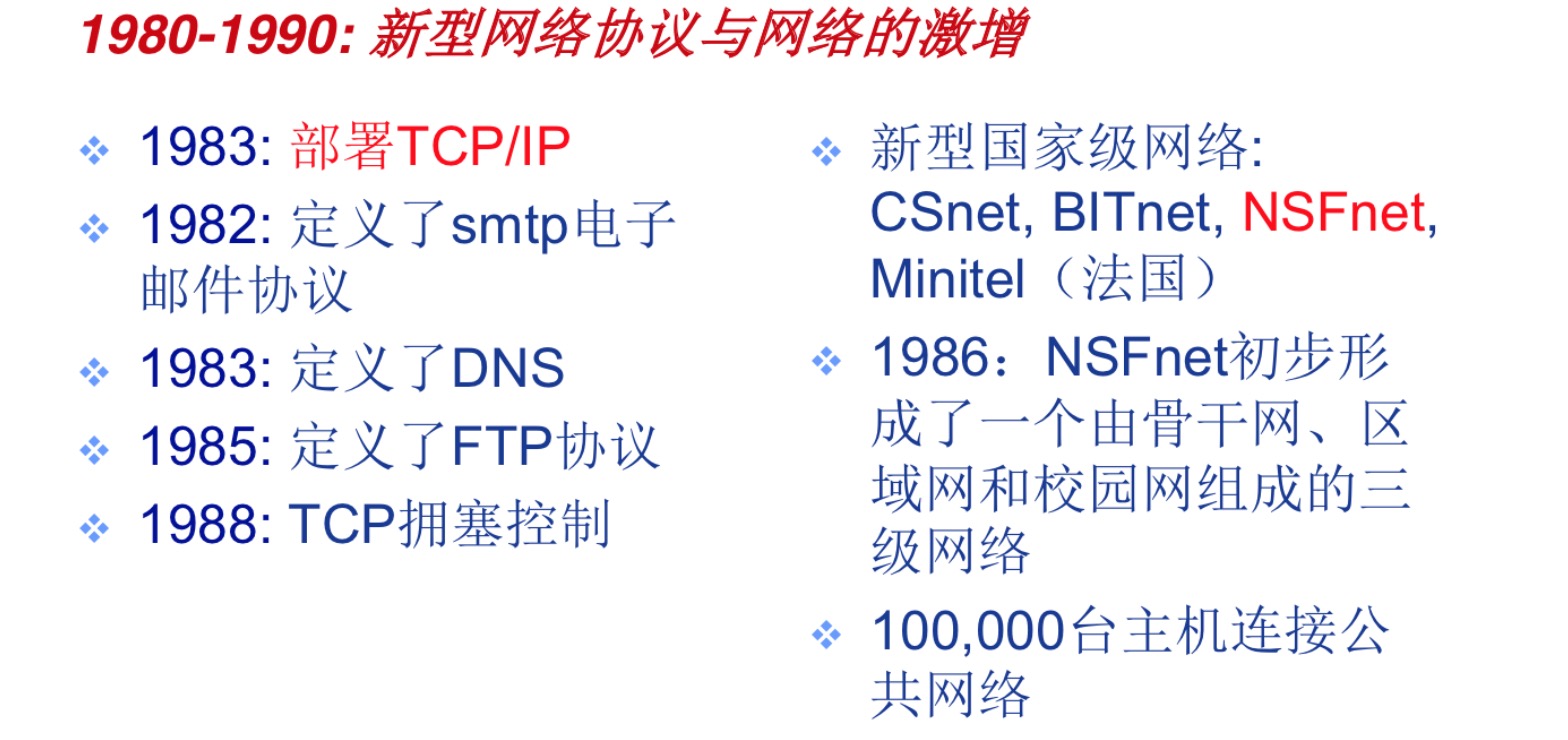 1980-1990: 新型网络协议与网络的激增
1983: 部署TCP/IP
1982: 定义了smtp电子
邮件协议
1983: 定义了DNS
1985: 定义了FTP协议
1988: TCP拥塞控制
新型国家级网络:
CSnet, BITnet, NSFnet,
Minitel（法国）
1986：NSFnet初步形
成了一个由骨干网、区
域网和校园网组成的三
级网络
100,000台主机连接公
共网络